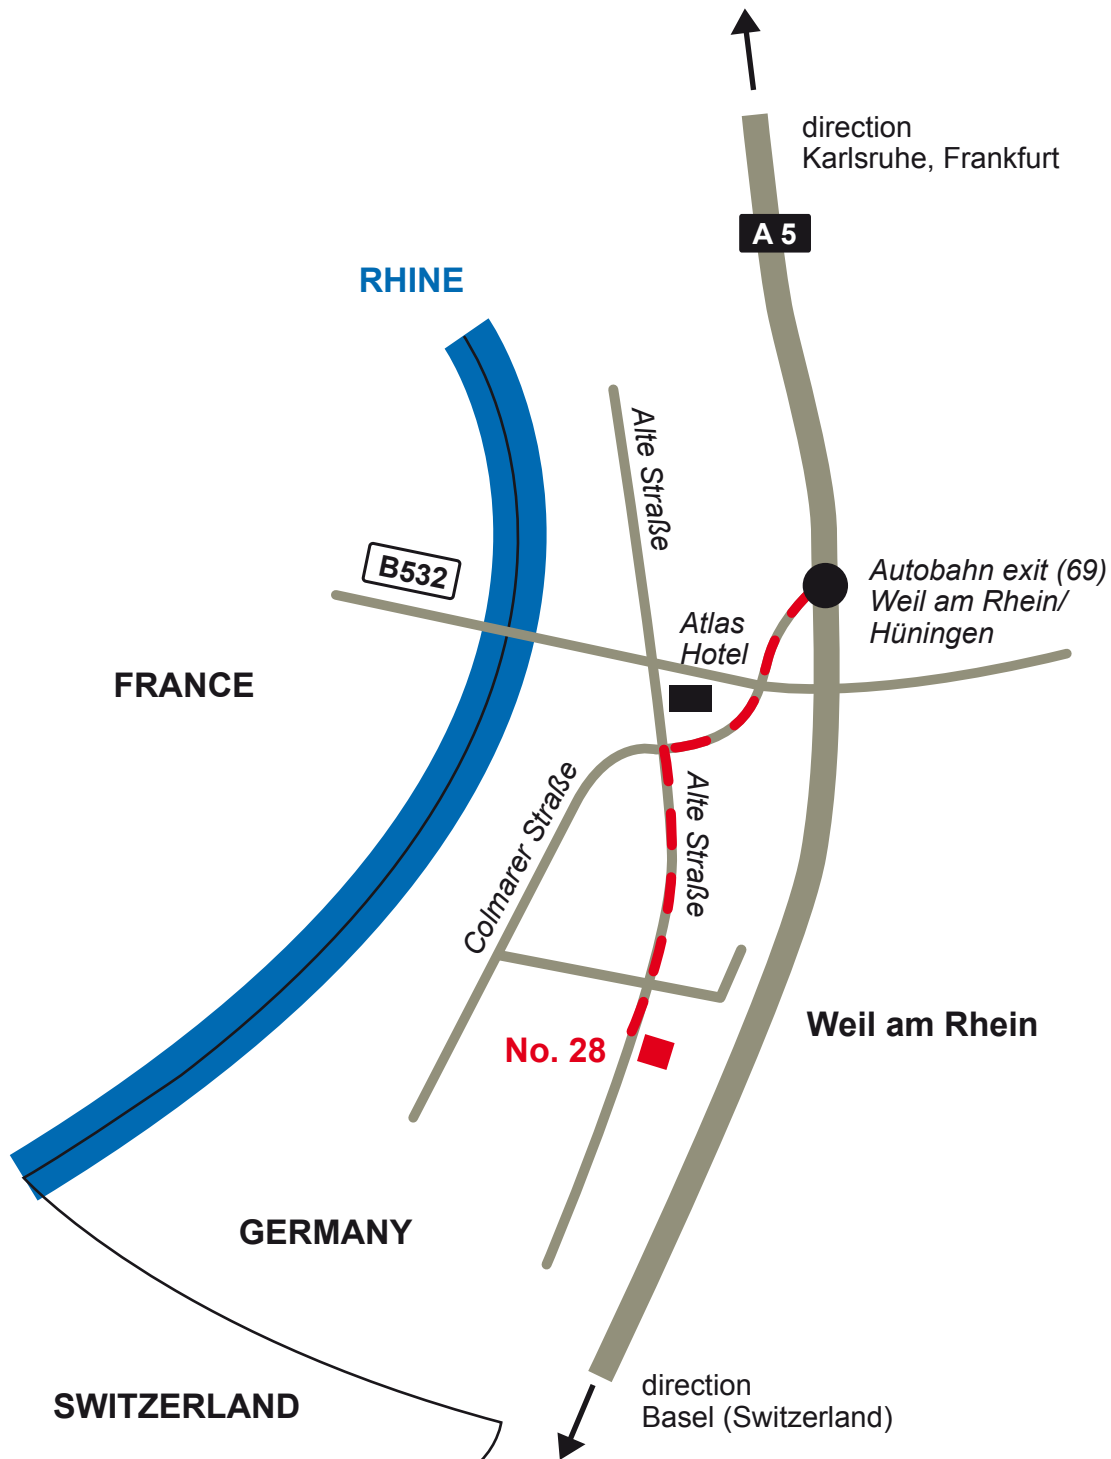 direction
Karlsruhe, Frankfurt
A 5
RHINE
Alte Straße
B532
Autobahn exit (69)
Weil am Rhein/
Hüningen
Atlas
Hotel
FRANCE
Colmarer Straße
Alte Straße
Weil am Rhein
No. 28
GERMANY
SWITZERLAND
direction
Basel (Switzerland)